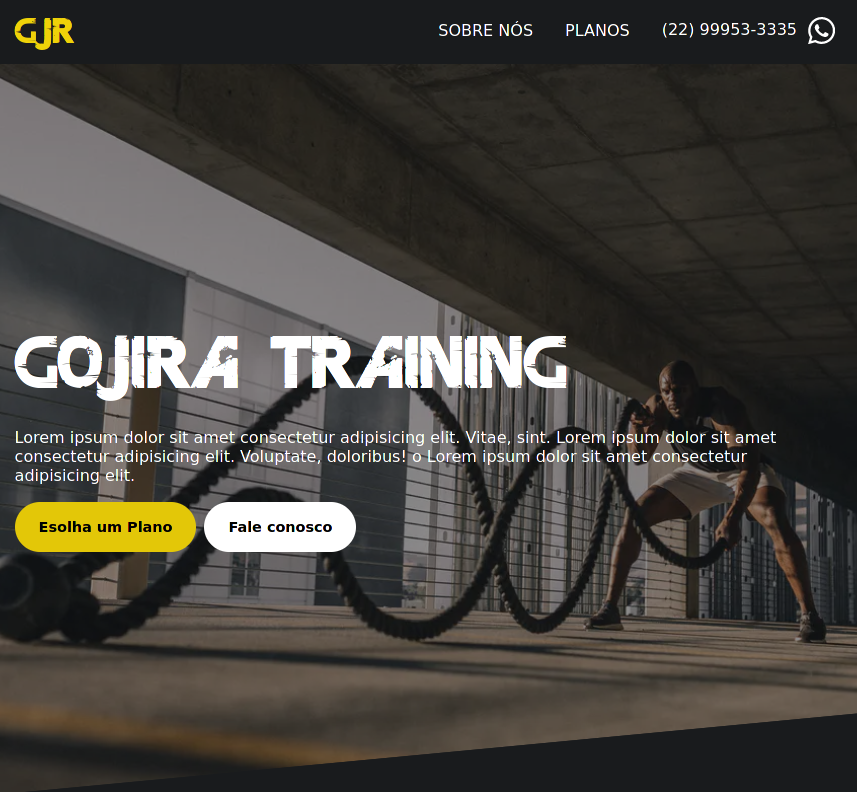 GJR
SOBRE NÓS
PLANOS
(22) 99953-3335
GOJIRA TRAINING
Lorem ipsum dolor sit amet consectetur adipisicing elit. Vitae, sint. Lorem ipsum dolor sit amet
consectetur adipisicing elit. Voluptate, doloribus! o Lorem ipsum dolor sit amet consectetur
adipisicing elit.
Esolha um Plano
Fale conosco